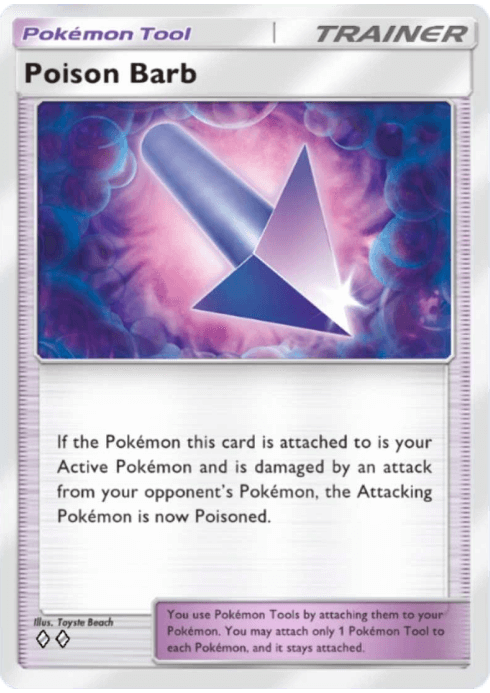 Pokémon Tool
TRAINER
Poison Barb
If the Pokémon this card is attached to is your
Active Pokémon and is damaged by an attack
from your opponent's Pokémon, the Attacking
Pokémon is now Poisoned.
Illus. Toyste Beach
You use Pokémon Tools by attaching them to your
Pokémon. You may attach only 1 Pokémon Tool to
each Pokémon, and it stays attached.